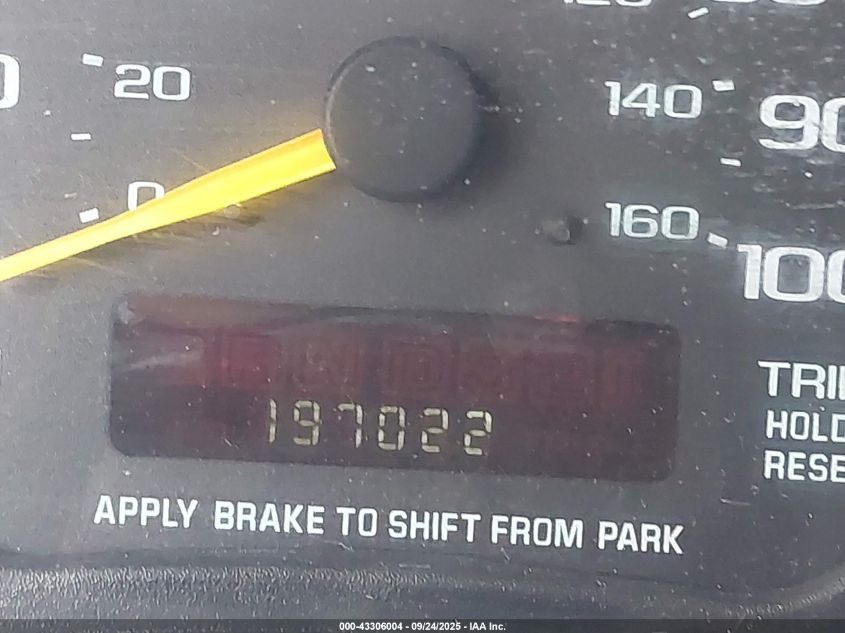 120
20
140
90
0
160
100
197022
TRI
HOLD
RESE
APPLY BRAKE TO SHIFT FROM PARK
000-43306004 - 09/24/2025 - IAA Inc.